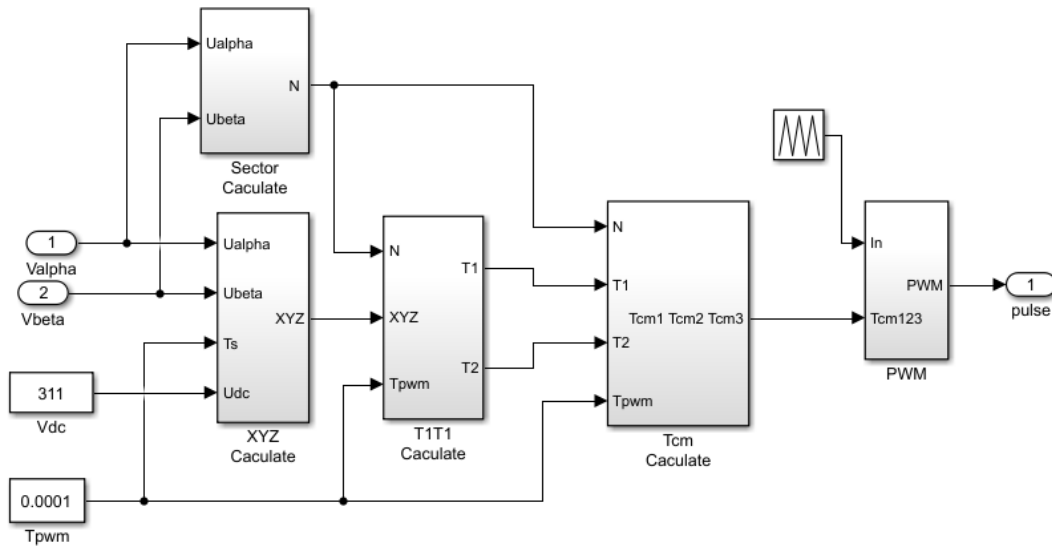 Ualpha
N
Ubeta
Sector
Caculate
1
Valpha
2
Vbeta
311
Vdc
0.0001
Tpwm
Ualpha
Ubeta
XYZ
Ts
Udc
XYZ
Caculate
N
T1
XYZ
T2
Tpwm
T1T1
Caculate
N
T1
Tcm1 Tcm2 Tcm3
T2
Tpwm
Tcm
Caculate
In
PWM
Tcm123
PWM
1
pulse